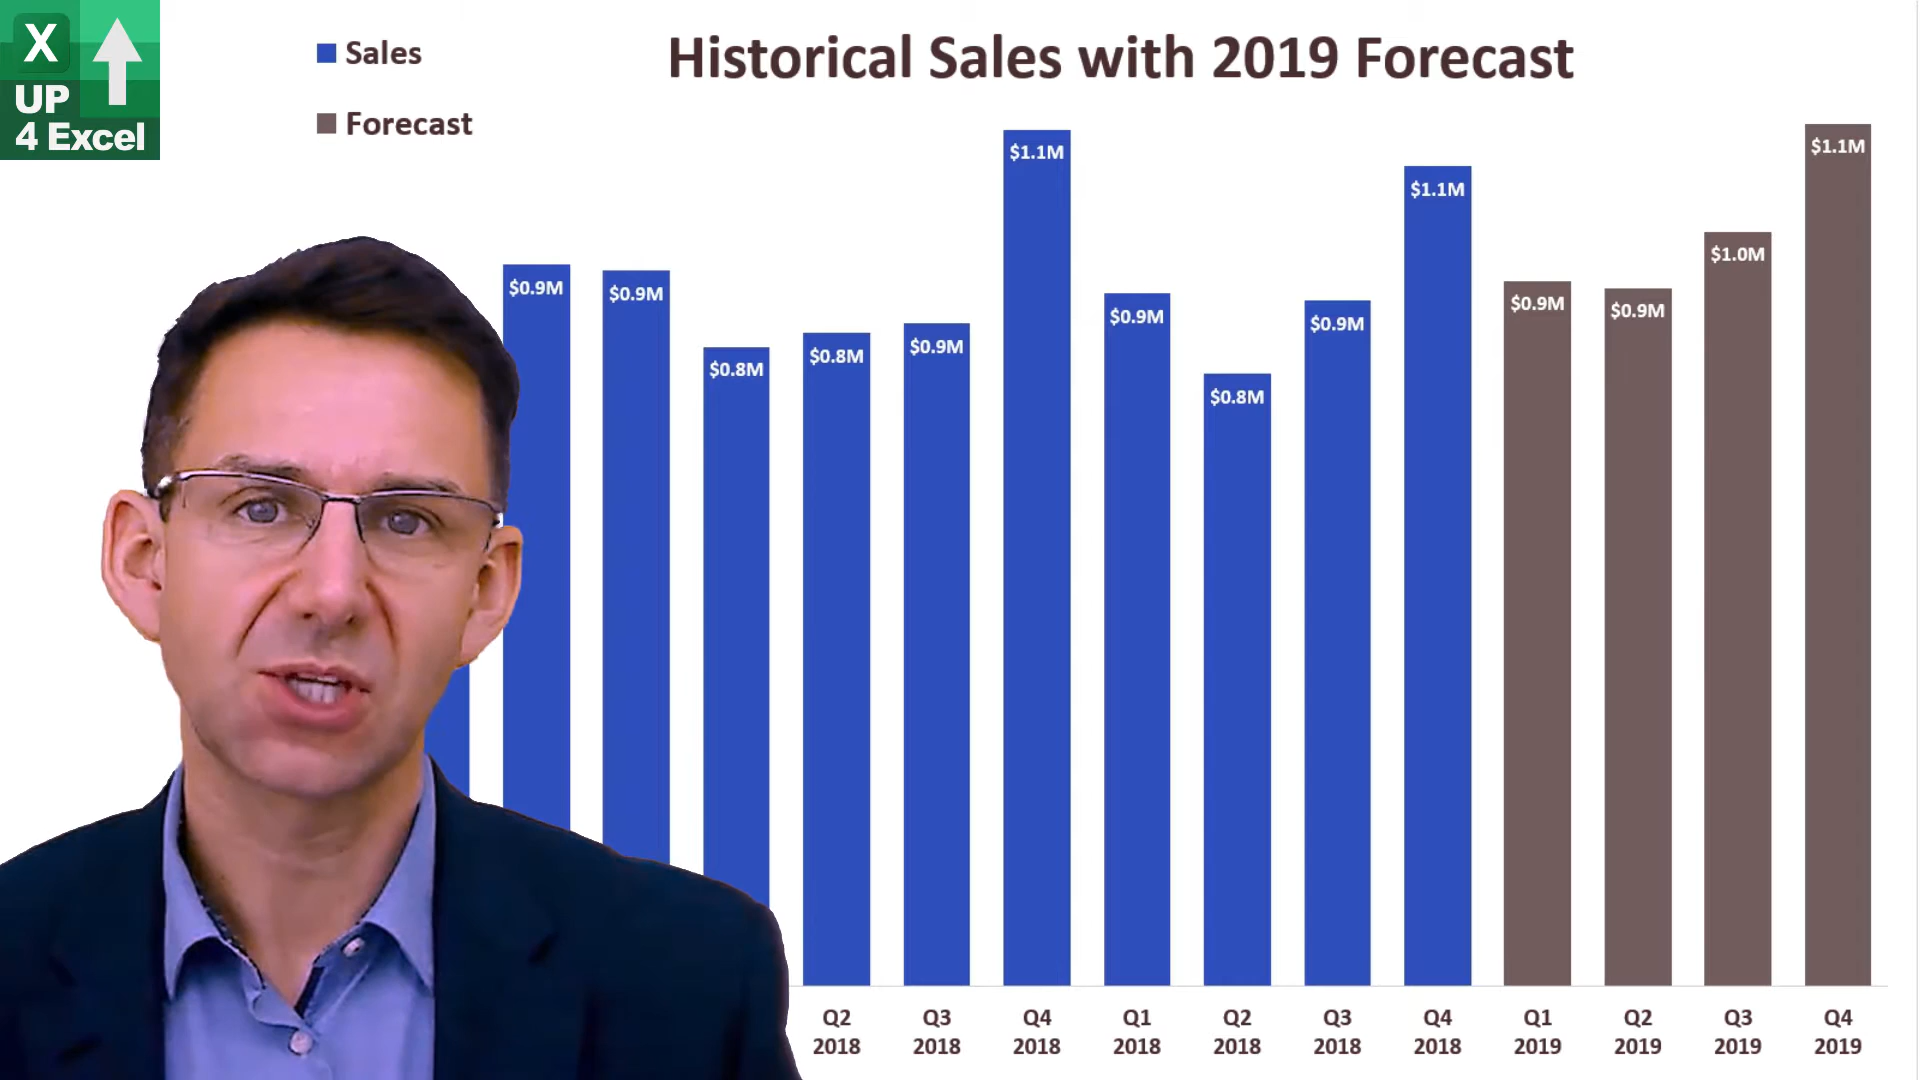 X
UP
4 Excel
Sales
Forecast
Historical Sales with 2019 Forecast
$0.9M
$0.9M
$0.8M
$0.8M
$0.9M
$1.1M
$0.9M
$0.8M
$0.9M
$1.1M
$0.9M
$0.9M
$1.0M
$1.1M
Q2 Q3 Q4 Q1 Q2 Q3 Q4 Q1 Q2 Q3 Q4
2018 2018 2018 2018 2018 2018 2018 2019 2019 2019 2019